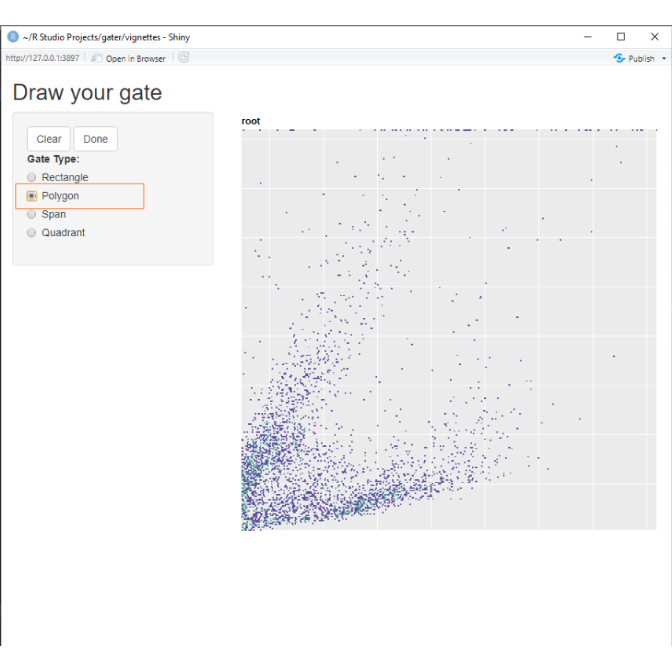 R ~/R Studio Projects/gater/vignettes - Shiny
http://127.0.0.1:3897 Open in Browser Publish
Draw your gate
root
Clear Done
Gate Type:
Rectangle
Polygon
Span
Quadrant